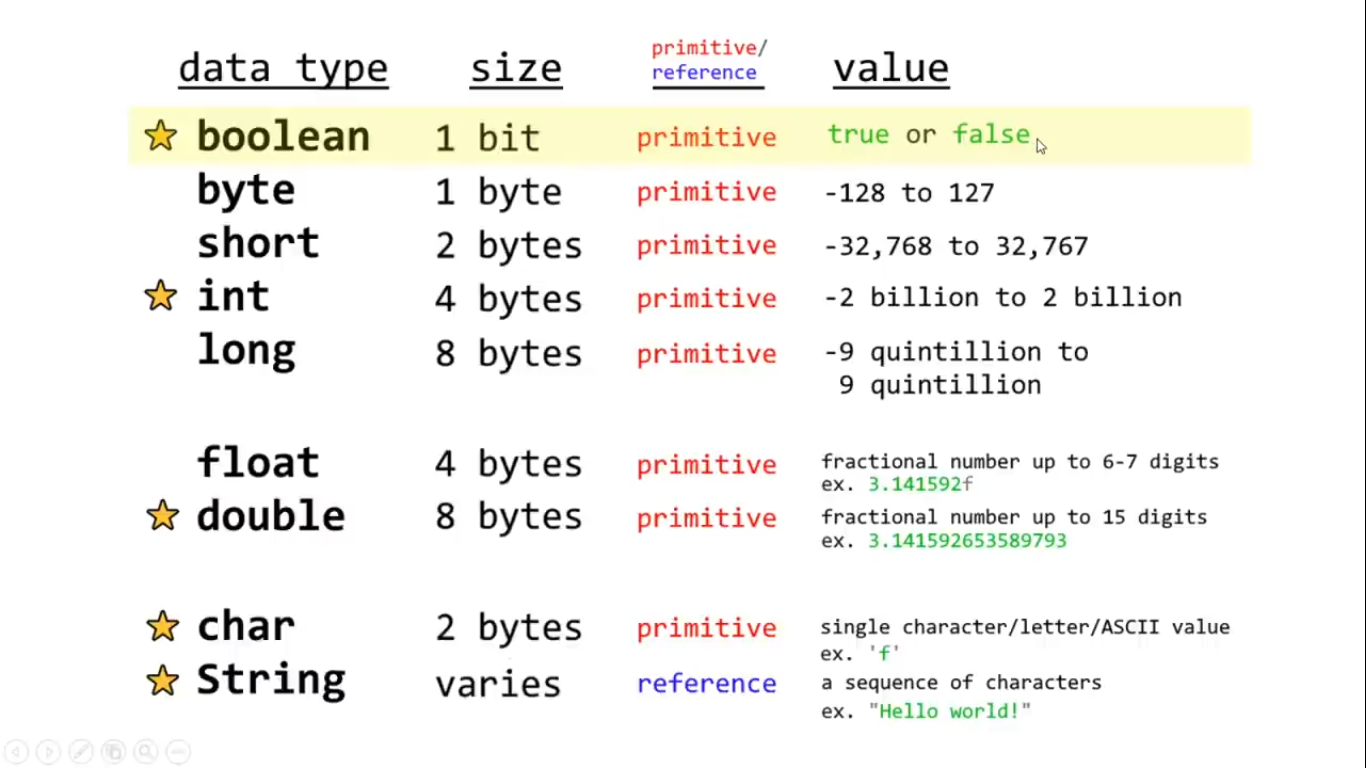 data type size primitive/ reference value
boolean 1 bit primitive true or false
byte 1 byte primitive -128 to 127
short 2 bytes primitive -32,768 to 32,767
int 4 bytes primitive -2 billion to 2 billion
long 8 bytes primitive -9 quintillion to
9 quintillion
float 4 bytes primitive fractional number up to 6-7 digits
ex. 3.141592f
double 8 bytes primitive fractional number up to 15 digits
ex. 3.141592653589793
char 2 bytes primitive single character/letter/ASCII value
ex. 'f'
String varies reference a sequence of characters
ex. "Hello world!"